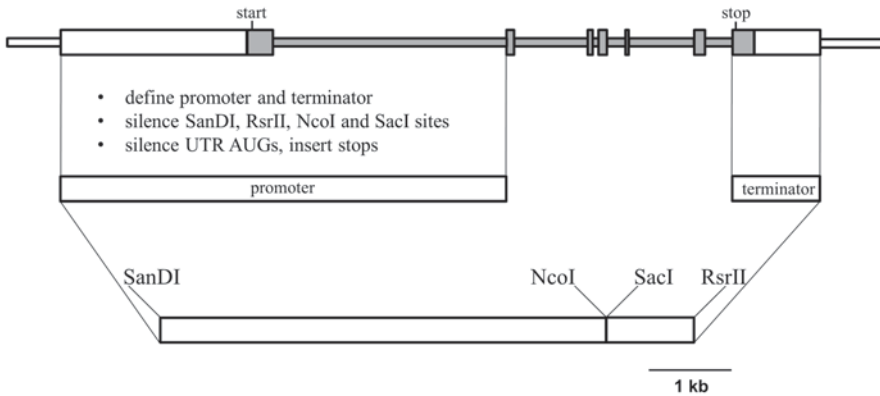 start
stop
• define promoter and terminator
• silence SanDI, RsrII, NcoI and SacI sites
• silence UTR AUGs, insert stops
promoter
terminator
SanDI
NcoI
SacI
RsrII
1 kb